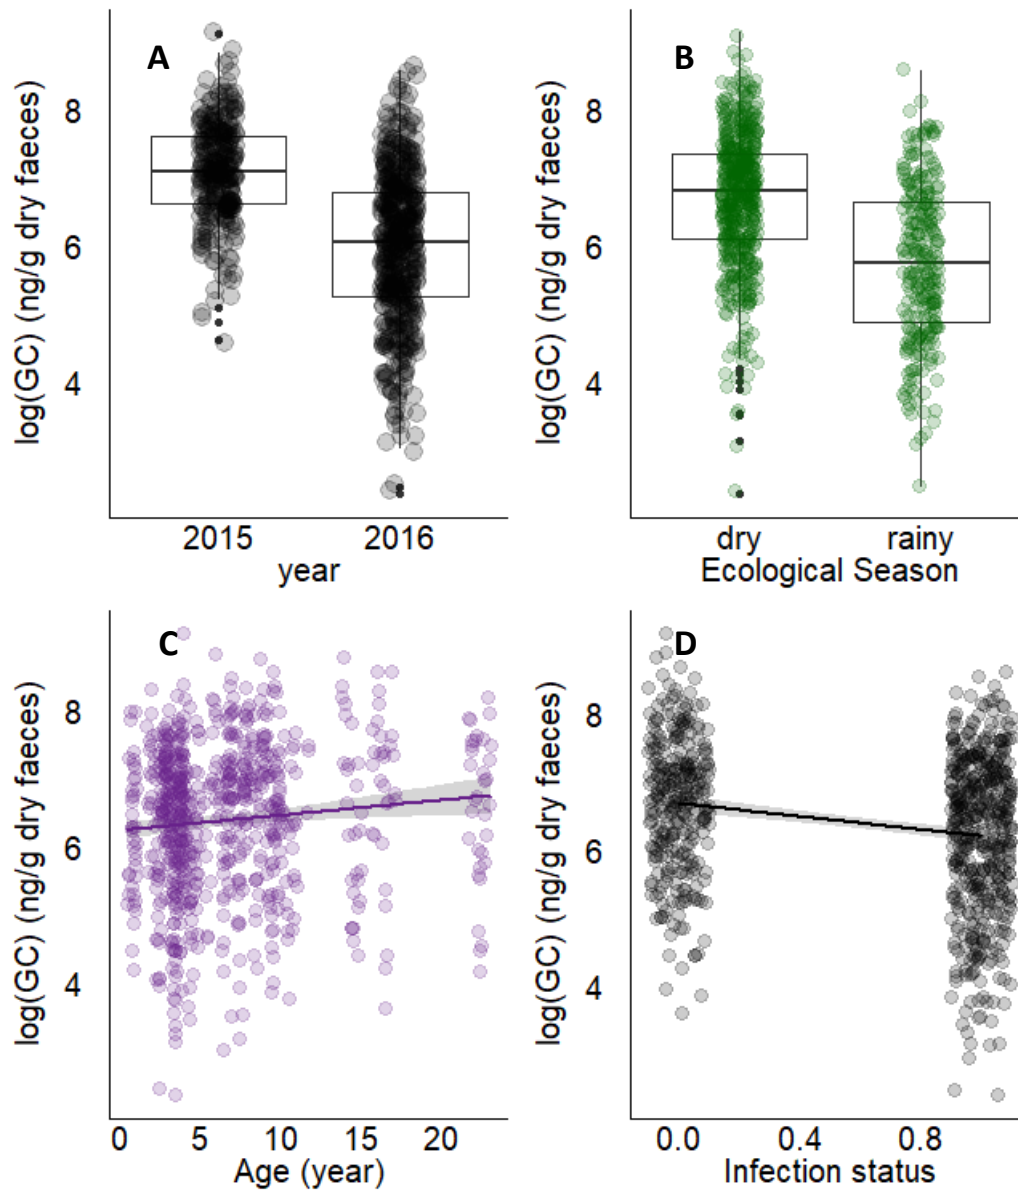 A
log(GC) (ng/g dry faeces)
8
6
4
2015 2016
year
B
log(GC) (ng/g dry faeces)
8
6
4
dry rainy
Ecological Season
C
log(GC) (ng/g dry faeces)
8
6
4
0 5 10 15 20
Age (year)
D
log(GC) (ng/g dry faeces)
8
6
4
0.0 0.4 0.8
Infection status